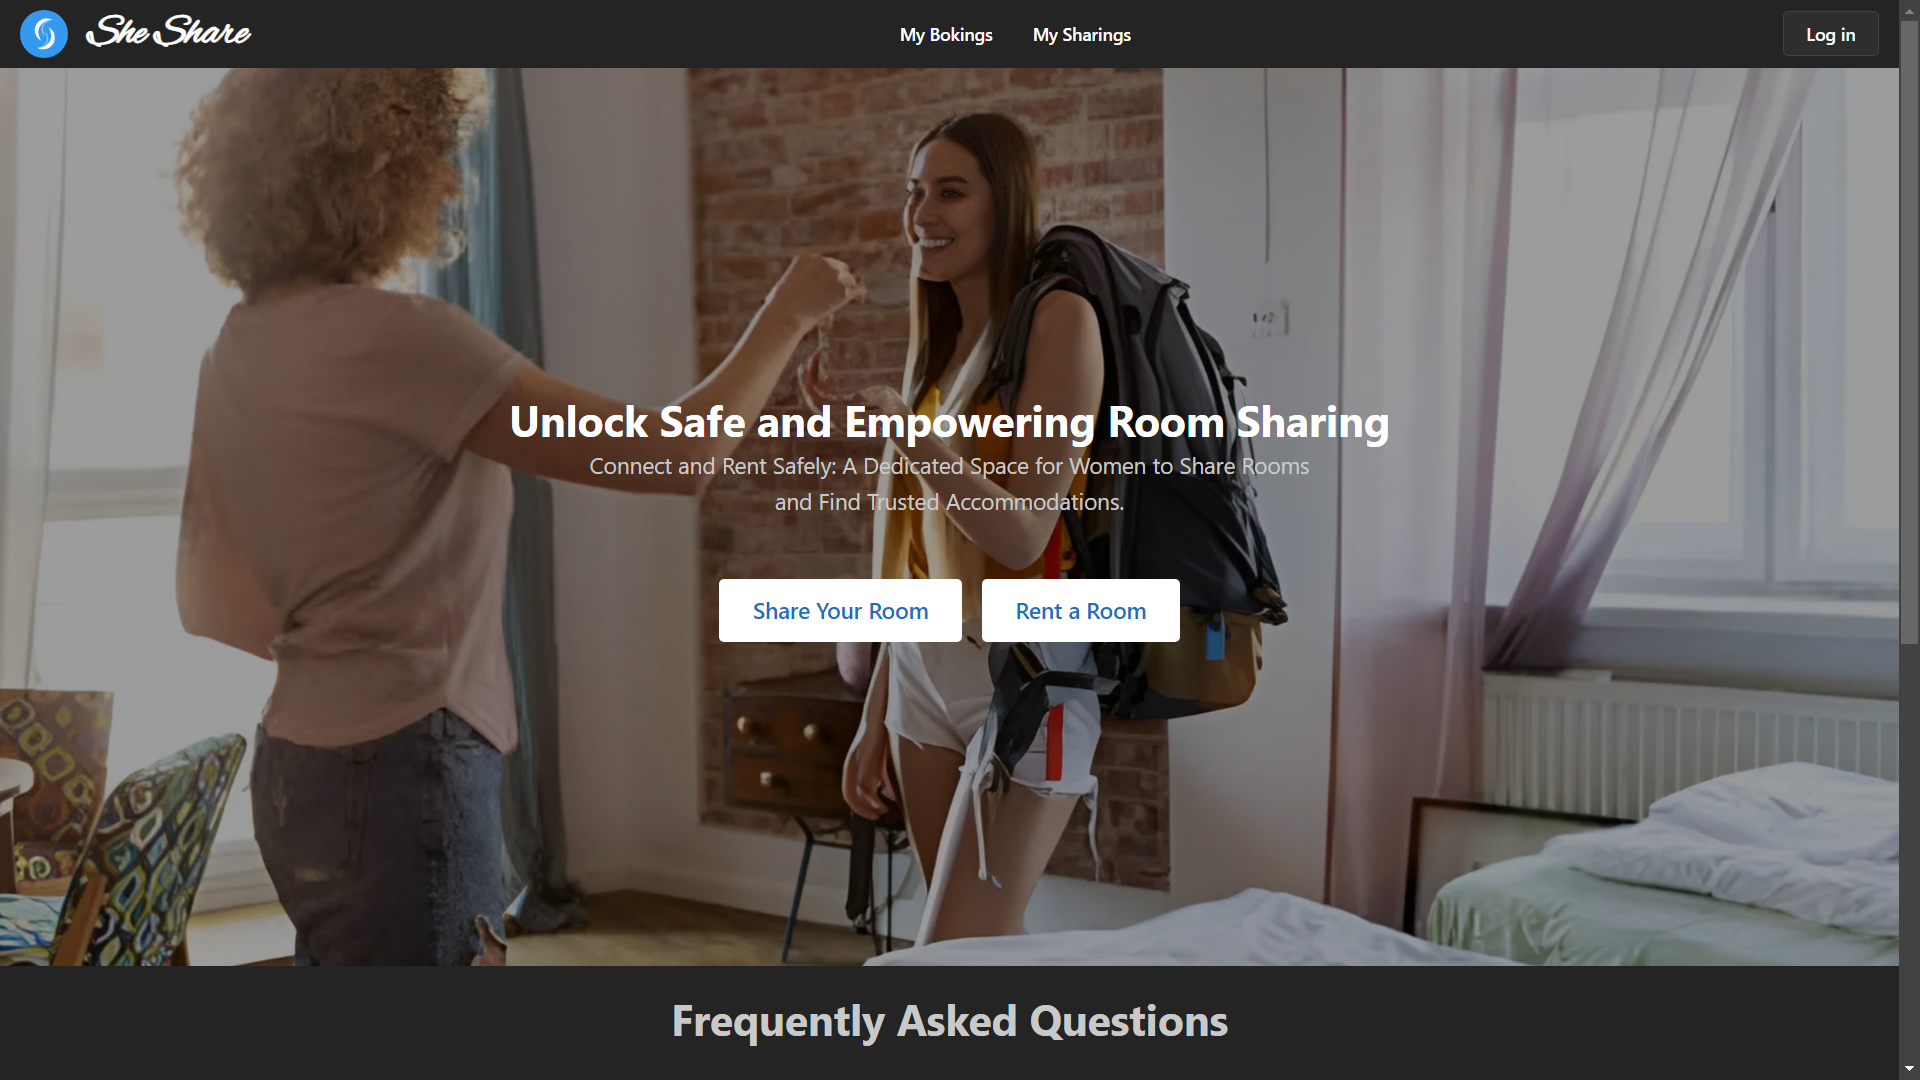 She Share
My Bokings
My Sharings
Log in
Unlock Safe and Empowering Room Sharing
Connect and Rent Safely: A Dedicated Space for Women to Share Rooms
and Find Trusted Accommodations.
Share Your Room
Rent a Room
Frequently Asked Questions